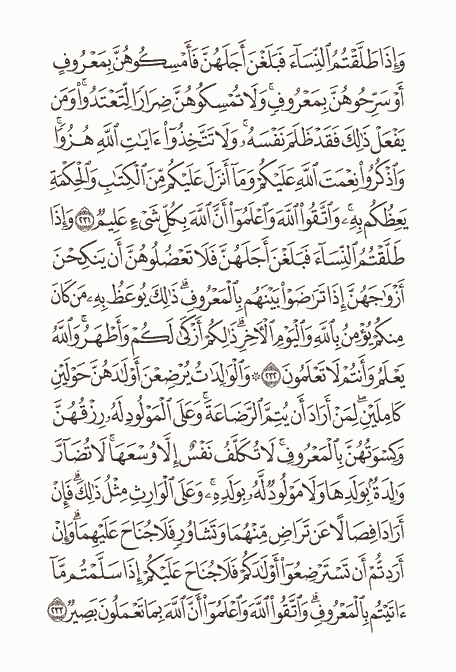 وَإِذَا طَلَّقْتُمُ ٱلنِّسَآءَ فَبَلَغْنَ أَجَلَهُنَّ فَأَمْسِكُوهُنَّ بِمَعْرُوفٍ
أَوْ سَرِّحُوهُنَّ بِمَعْرُوفٍ ۚ وَلَا تُمْسِكُوهُنَّ ضِرَارًا لِّتَعْتَدُوا۟ ۚ وَمَن
يَفْعَلْ ذَٰلِكَ فَقَدْ ظَلَمَ نَفْسَهُۥ ۚ وَلَا تَتَّخِذُوٓا۟ ءَايَٰتِ ٱللَّهِ هُزُوًا ۚ
وَٱذْكُرُوا۟ نِعْمَتَ ٱللَّهِ عَلَيْكُمْ وَمَآ أَنزَلَ عَلَيْكُم مِّنَ ٱلْكِتَٰبِ وَٱلْحِكْمَةِ
يَعِظُكُم بِهِۦ ۚ وَٱتَّقُوا۟ ٱللَّهَ وَٱعْلَمُوٓا۟ أَنَّ ٱللَّهَ بِكُلِّ شَىْءٍ عَلِيمٌ ٢٣١ وَإِذَا
طَلَّقْتُمُ ٱلنِّسَآءَ فَبَلَغْنَ أَجَلَهُنَّ فَلَا تَعْضُلُوهُنَّ أَن يَنكِحْنَ
أَزْوَٰجَهُنَّ إِذَا تَرَٰضَوْا۟ بَيْنَهُم بِٱلْمَعْرُوفِ ۗ ذَٰلِكَ يُوعَظُ بِهِۦ مَن كَانَ
مِنكُمْ يُؤْمِنُ بِٱللَّهِ وَٱلْيَوْمِ ٱلْءَاخِرِ ۗ ذَٰلِكُمْ أَزْكَىٰ لَكُمْ وَأَطْهَرُ ۗ وَٱللَّهُ
يَعْلَمُ وَأَنتُمْ لَا تَعْلَمُونَ ٢٣٢ ۞ وَٱلْوَٰلِدَٰتُ يُرْضِعْنَ أَوْلَٰدَهُنَّ حَوْلَيْنِ
كَامِلَيْنِ ۖ لِمَنْ أَرَادَ أَن يُتِمَّ ٱلرَّضَاعَةَ ۚ وَعَلَى ٱلْمَوْلُودِ لَهُۥ رِزْقُهُنَّ
وَكِسْوَتُهُنَّ بِٱلْمَعْرُوفِ ۚ لَا تُكَلَّفُ نَفْسٌ إِلَّا وُسْعَهَا ۚ لَا تُضَآرَّ
وَٰلِدَةٌۢ بِوَلَدِهَا وَلَا مَوْلُودٌ لَّهُۥ بِوَلَدِهِۦ ۚ وَعَلَى ٱلْوَارِثِ مِثْلُ ذَٰلِكَ ۗ فَإِنْ
أَرَادَا فِصَالًا عَن تَرَاضٍ مِّنْهُمَا وَتَشَاوُرٍ فَلَا جُنَاحَ عَلَيْهِمَا ۗ وَإِنْ
أَرَدتُّمْ أَن تَسْتَرْضِعُوٓا۟ أَوْلَٰدَكُمْ فَلَا جُنَاحَ عَلَيْكُمْ إِذَا سَلَّمْتُم مَّآ
ءَاتَيْتُم بِٱلْمَعْرُوفِ ۗ وَٱتَّقُوا۟ ٱللَّهَ وَٱعْلَمُوٓا۟ أَنَّ ٱللَّهَ بِمَا تَعْمَلُونَ بَصِيرٌ ٢٣٣